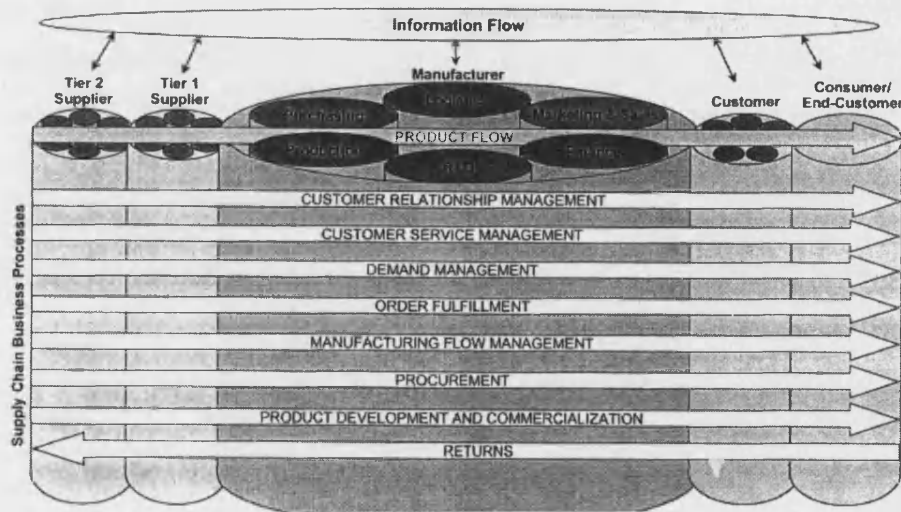 Information Flow
Tier 2
Supplier
Tier 1
Supplier
Manufacturer
Customer
Consumer/
End-Customer
Purchasing
Logistics
Marketing & Sales
PRODUCT FLOW
Production
R&D
Finance
Supply Chain Business Processes
CUSTOMER RELATIONSHIP MANAGEMENT
CUSTOMER SERVICE MANAGEMENT
DEMAND MANAGEMENT
ORDER FULFILLMENT
MANUFACTURING FLOW MANAGEMENT
PROCUREMENT
PRODUCT DEVELOPMENT AND COMMERCIALIZATION
RETURNS